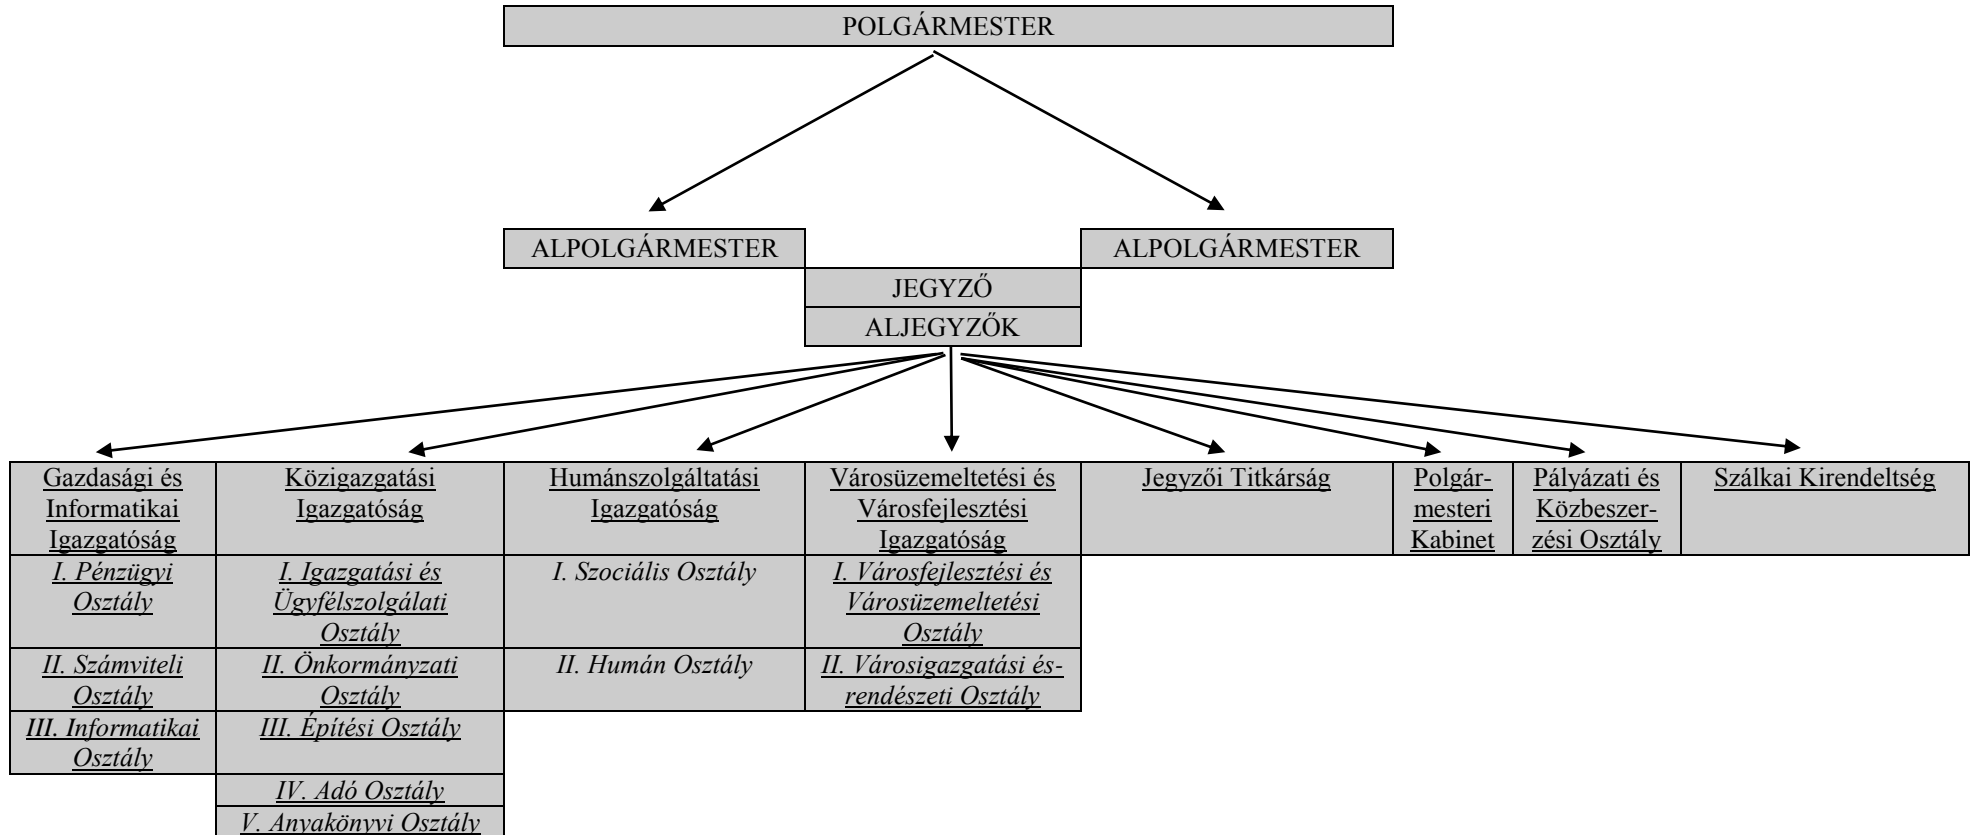 POLGÁRMESTER
ALPOLGÁRMESTER
ALPOLGÁRMESTER
JEGYZŐ
ALJEGYZŐK
Gazdasági és
Informatikai
Igazgatóság
Közigazgatási
Igazgatóság
Humánszolgáltatási
Igazgatóság
Városüzemeltetési és
Városfejlesztési
Igazgatóság
Jegyzői Titkárság
Polgár-
mesteri
Kabinet
Pályázati és
Közbeszer-
zési Osztály
Szálkai Kirendeltség
I. Pénzügyi
Osztály
I. Igazgatási és
Ügyfélszolgálati
Osztály
I. Szociális Osztály
I. Városfejlesztési és
Városüzemeltetési
Osztály
II. Számviteli
Osztály
II. Önkormányzati
Osztály
II. Humán Osztály
II. Városigazgatási és-
rendészeti Osztály
III. Informatikai
Osztály
III. Építési Osztály
IV. Adó Osztály
V. Anyakönyvi Osztály